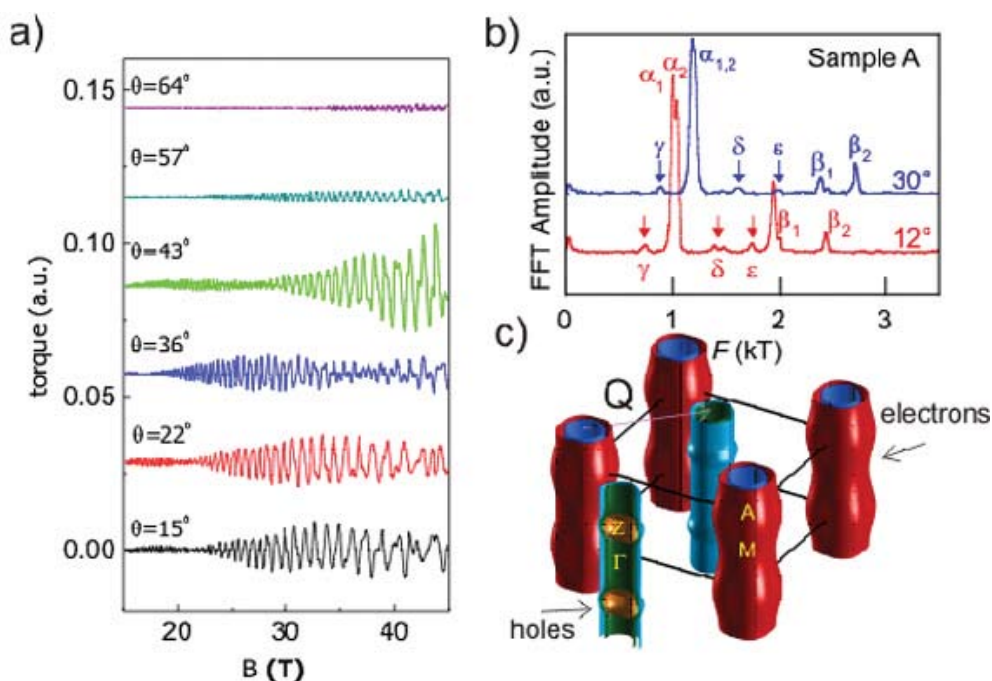 a)
0.15
0.10
0.05
0.00
torque (a.u.)
θ=64°
θ=57°
θ=43°
θ=36°
θ=22°
θ=15°
20 30 40
B (T)
b)
FFT Amplitude (a.u.)
Sample A
α₁ α₂ α₁,₂
γ δ ε β₁ β₂ 30°
γ δ ε β₁ β₂ 12°
0 1 2 3
F (kT)
c)
Q
electrons
A
M
Z
Γ
holes